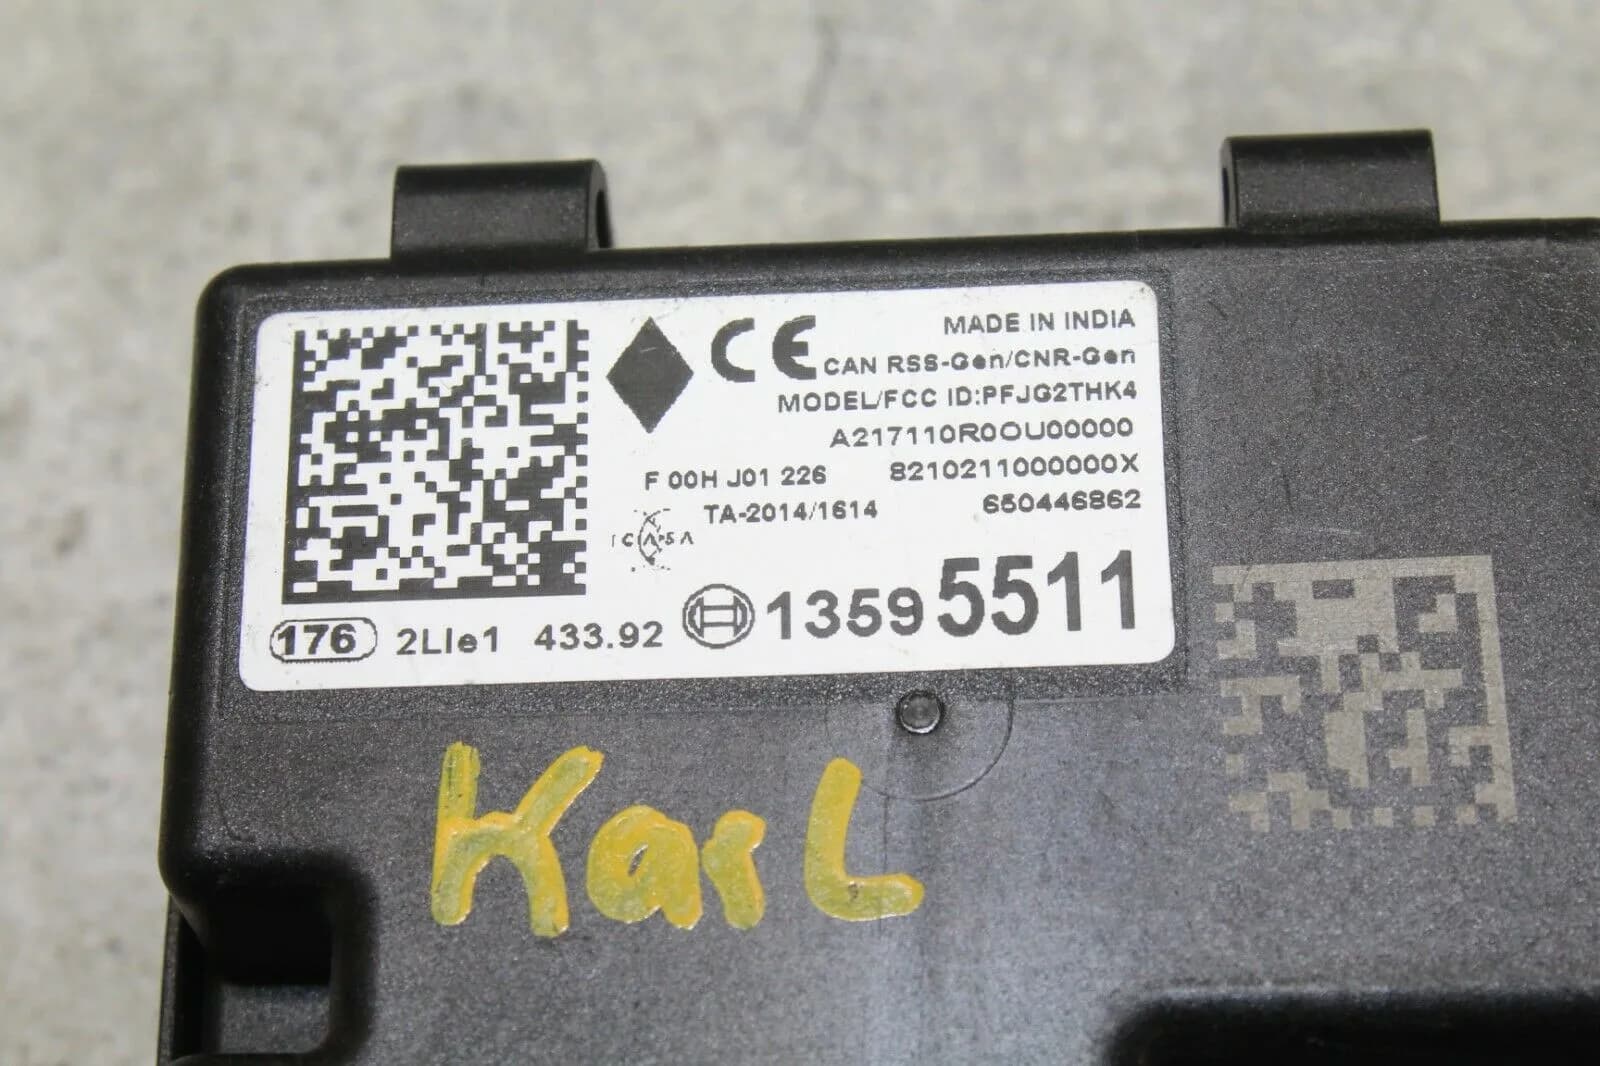 CE
MADE IN INDIA
CAN RSS-Gen/CNR-Gen
MODEL/FCC ID:PFJG2THK4
A217110R0OU00000
F 00H J01 226 8210211000000X
TA-2014/1614 650446862
ICASA
176 2LIe1 433.92 13595511
KarL